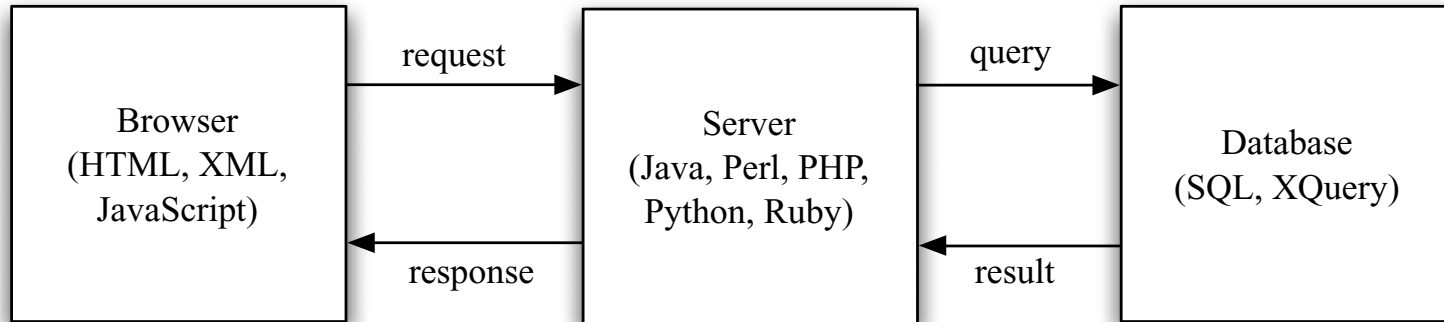 Browser
(HTML, XML,
JavaScript)
request
response
Server
(Java, Perl, PHP,
Python, Ruby)
query
result
Database
(SQL, XQuery)